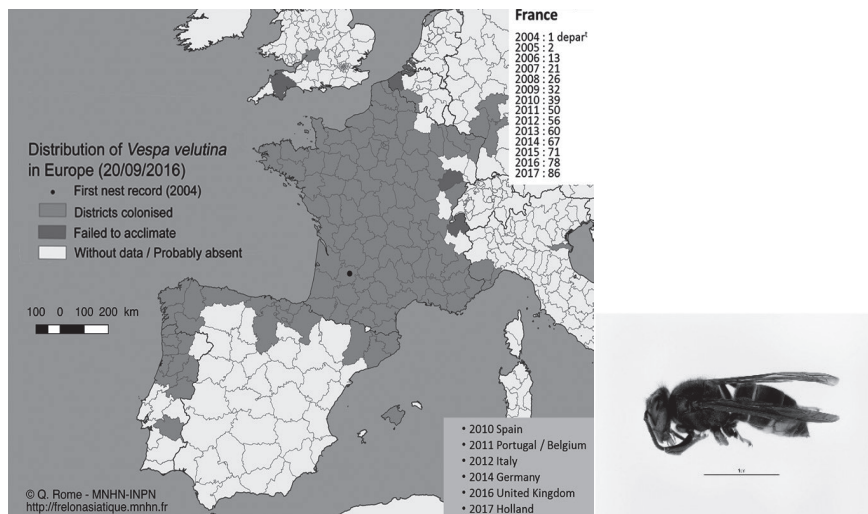 France
2004 : 1 deparᵗ
2005 : 2
2006 : 13
2007 : 21
2008 : 26
2009 : 32
2010 : 39
2011 : 50
2012 : 56
2013 : 60
2014 : 67
2015 : 71
2016 : 78
2017 : 86
Distribution of Vespa velutina
in Europe (20/09/2016)
First nest record (2004)
Districts colonised
Failed to acclimate
Without data / Probably absent
100 0 100 200 km
• 2010 Spain
• 2011 Portugal / Belgium
• 2012 Italy
• 2014 Germany
• 2016 United Kingdom
• 2017 Holland
© Q. Rome - MNHN-INPN
http://frelonasiatique.mnhn.fr